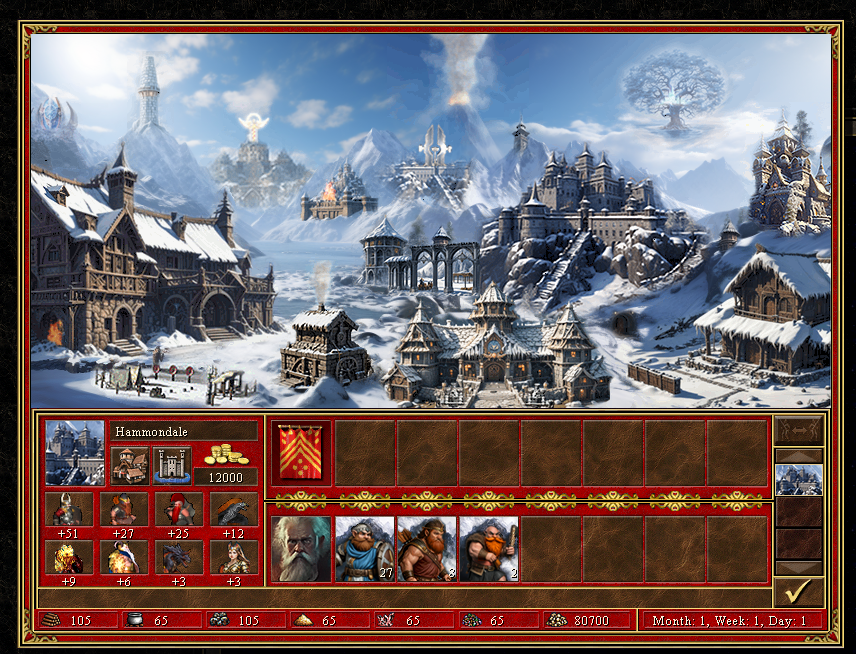 Hammondale
12000
+51 +27 +25 +12
+9 +6 +3 +3
27 8 2
105 65 105 65 65 65 80700 Month: 1, Week: 1, Day: 1